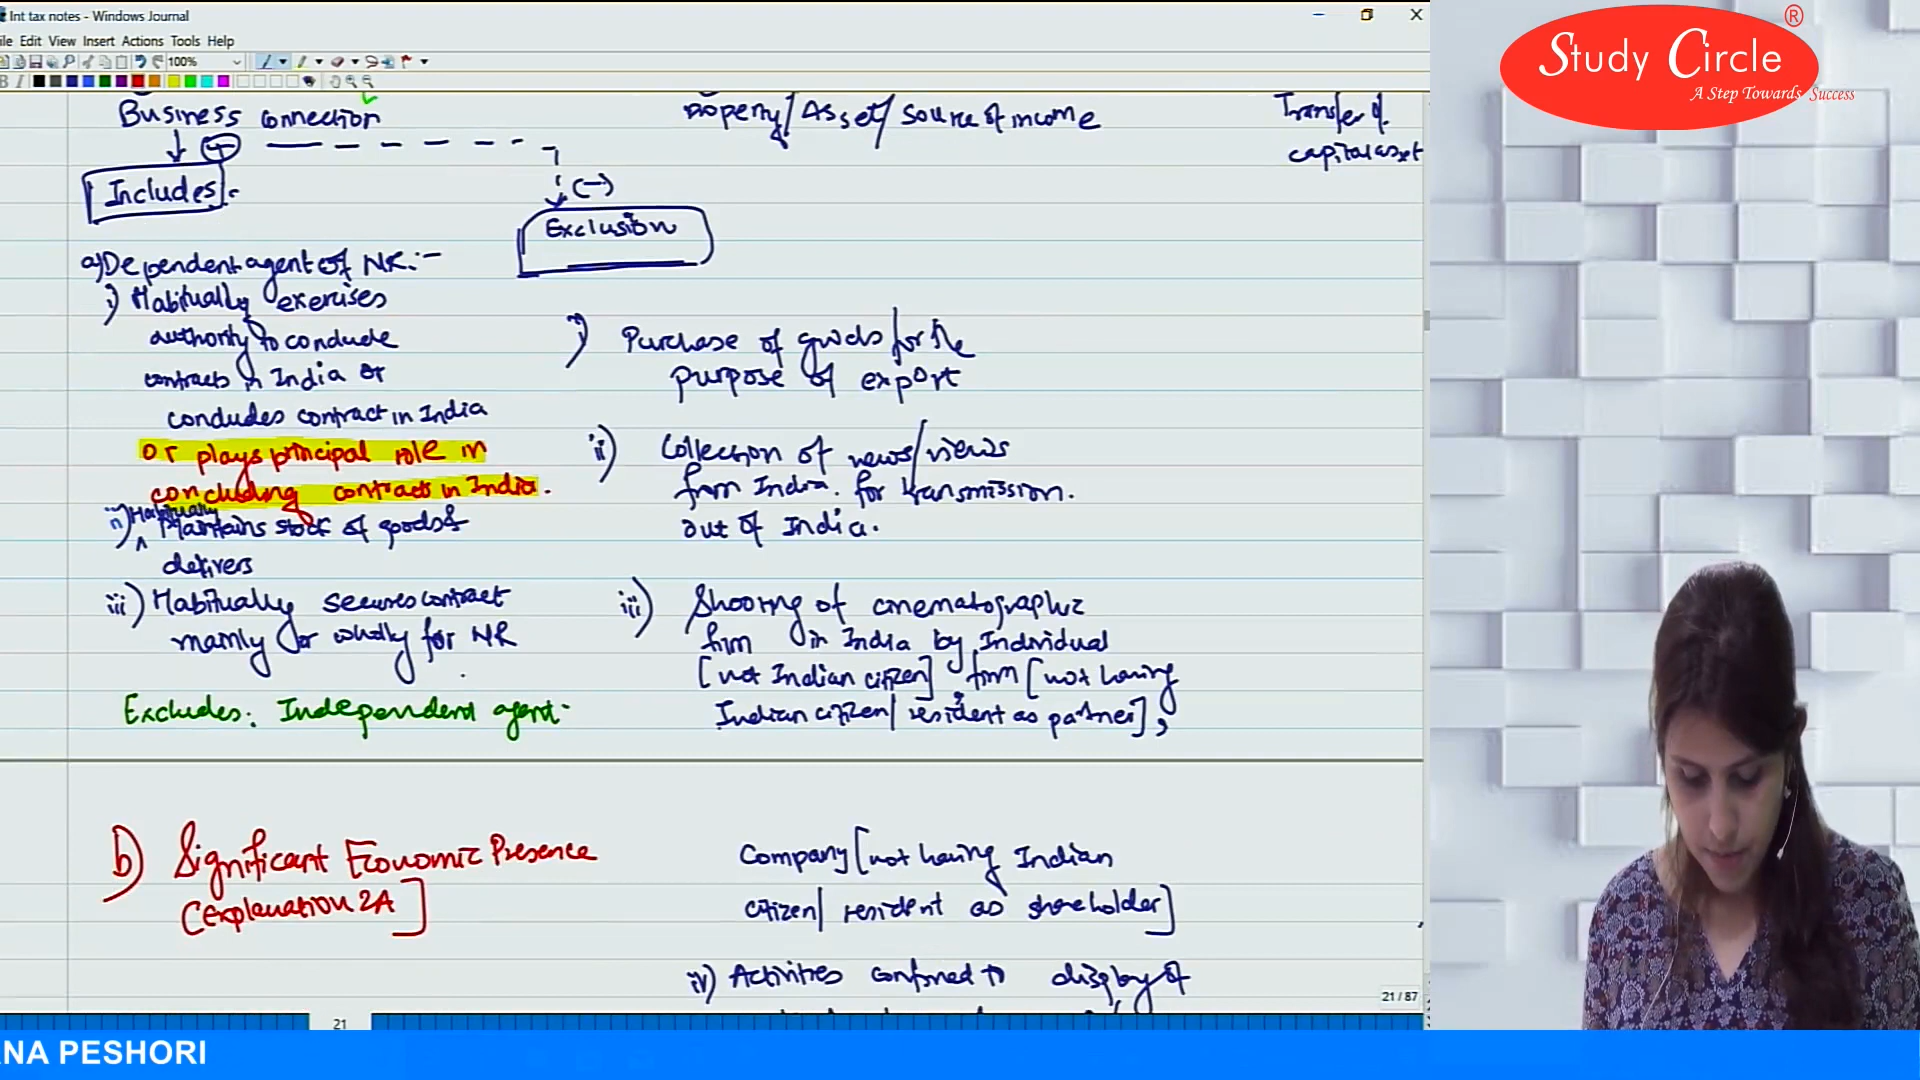 Int tax notes - Windows Journal
ile Edit View Insert Actions Tools Help
100%
Study Circle ®
A Step Towards Success
Business connection
property/Asset/source of income
Transfer of
capital asset
(+)
(-)
Includes
Exclusion
a) Dependent agent of NR:-
i) Habitually exercises
authority to conclude
contracts in India or
concludes contract in India
or plays principal role in
concluding contracts in India.
ii) Habitually Maintains stock of goods &
delivers
iii) Habitually secures contract
mainly or wholly for NR
Excludes: Independent agent.
i) Purchase of goods for the
purpose of export
ii) Collection of news/views
from India. for transmission.
out of India.
iii) Shooting of cinematographic
film in India by Individual
[not Indian citizen] firm [not having
Indian citizen/ resident as partner],
b) Significant Economic Presence
(Explanation 2A]
Company [not having Indian
citizen/ resident as shareholder]
iv) Activities confined to display of
21 / 87
21
ANA PESHORI